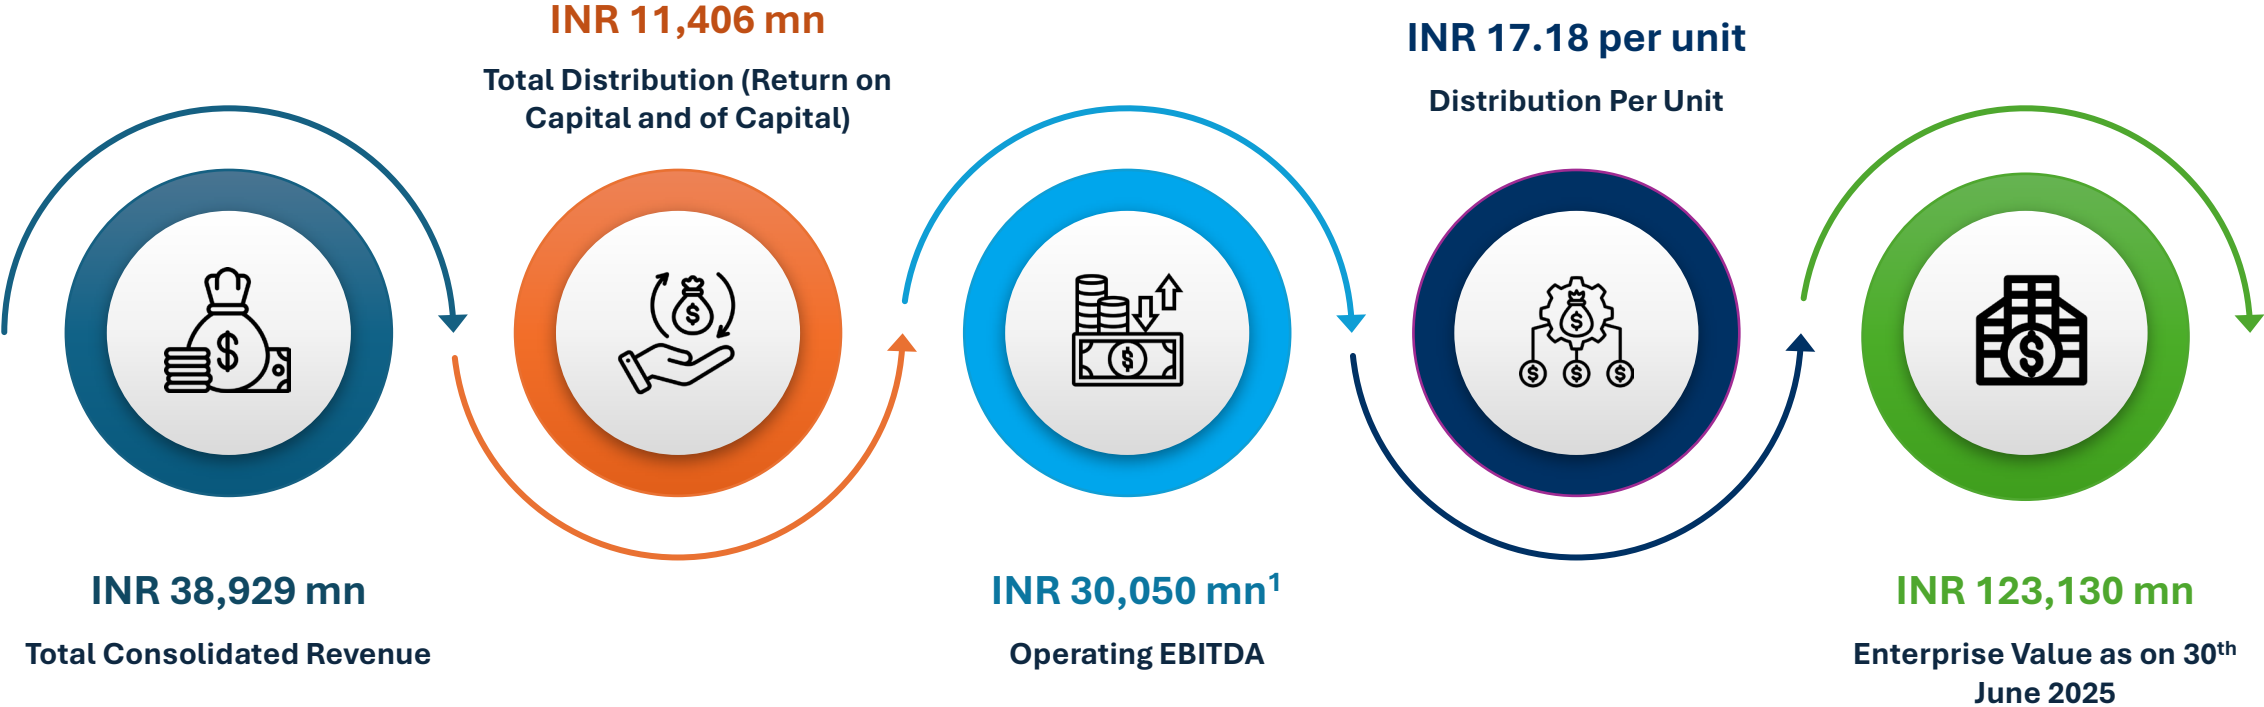 INR 38,929 mn
Total Consolidated Revenue
INR 11,406 mn
Total Distribution (Return on
Capital and of Capital)
INR 30,050 mn¹
Operating EBITDA
INR 17.18 per unit
Distribution Per Unit
INR 123,130 mn
Enterprise Value as on 30th
June 2025